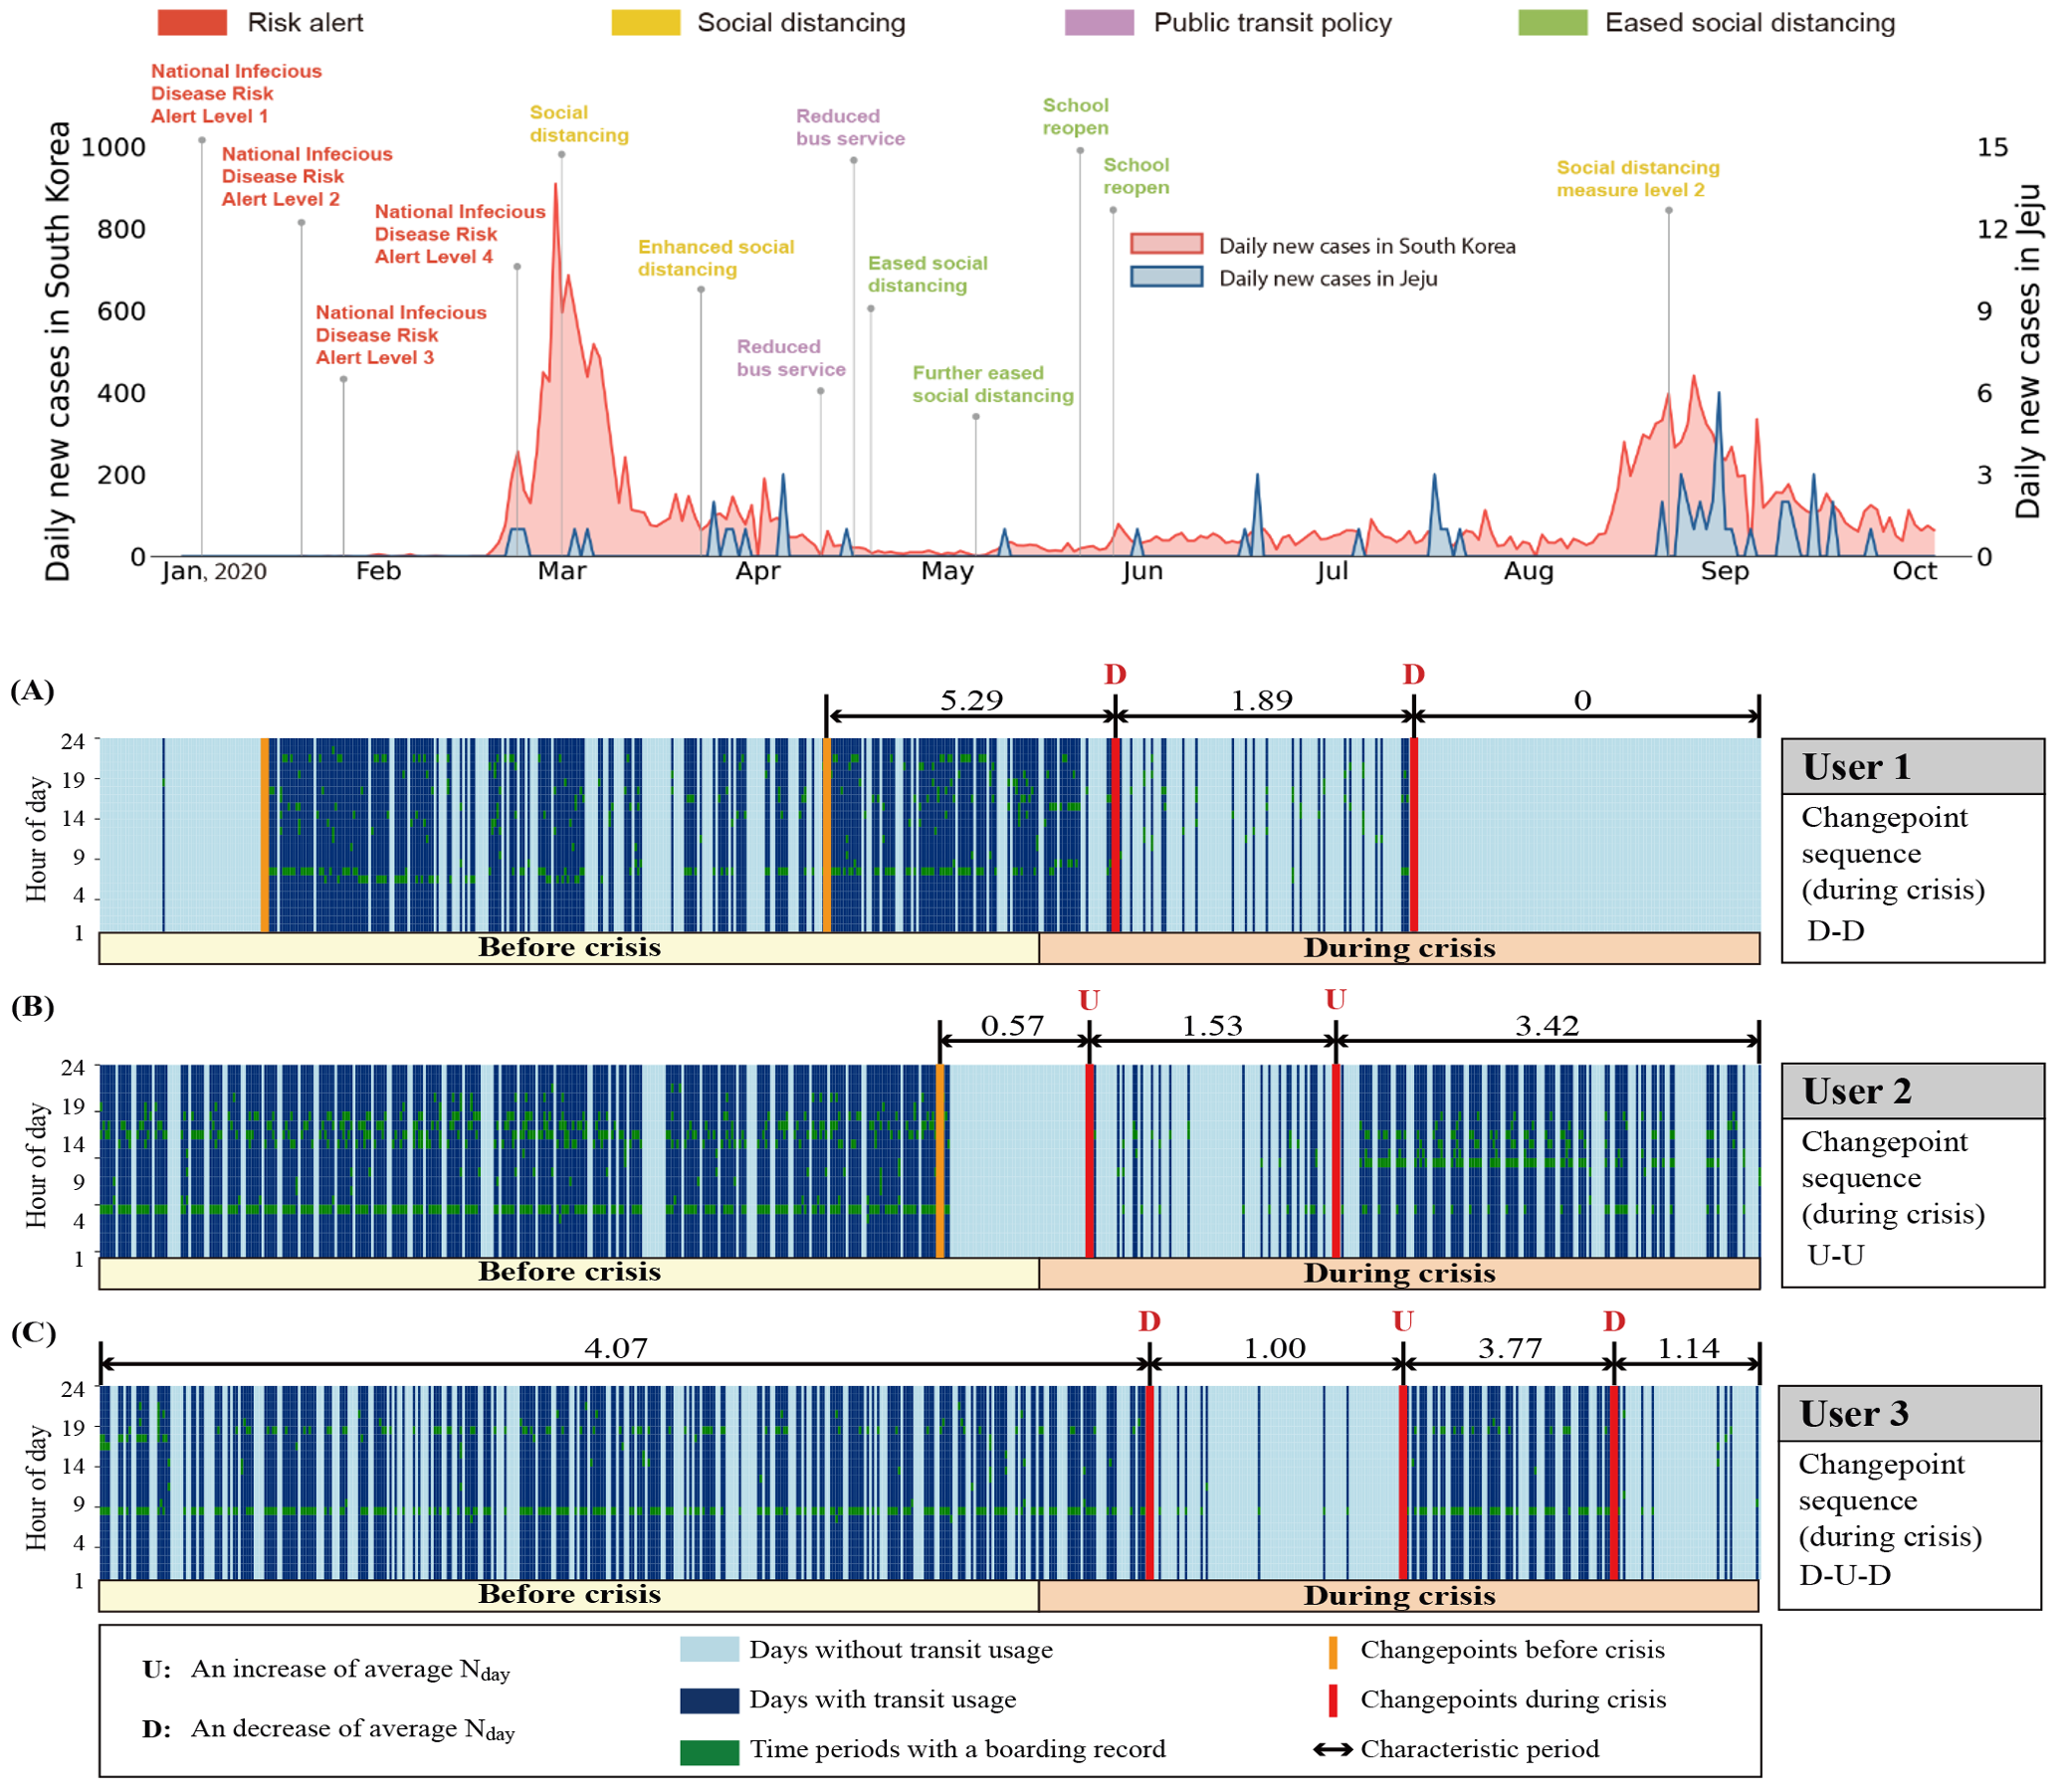 Risk alert
Social distancing
Public transit policy
Eased social distancing
National Infecious
Disease Risk
Alert Level 1
National Infecious
Disease Risk
Alert Level 2
National Infecious
Disease Risk
Alert Level 3
National Infecious
Disease Risk
Alert Level 4
Social
distancing
Enhanced social
distancing
Reduced
bus service
Reduced
bus service
Eased social
distancing
Further eased
social distancing
School
reopen
School
reopen
Social distancing
measure level 2
Daily new cases in South Korea
Daily new cases in Jeju
Daily new cases in South Korea
1000
800
600
400
200
0
Daily new cases in Jeju
15
12
9
6
3
0
Jan, 2020 Feb Mar Apr May Jun Jul Aug Sep Oct
(A)
D D
5.29 1.89 0
Hour of day
24
19
14
9
4
1
Before crisis During crisis
User 1
Changepoint
sequence
(during crisis)
D-D
(B)
U U
0.57 1.53 3.42
Hour of day
24
19
14
9
4
1
Before crisis During crisis
User 2
Changepoint
sequence
(during crisis)
U-U
(C)
D U D
4.07 1.00 3.77 1.14
Hour of day
24
19
14
9
4
1
Before crisis During crisis
User 3
Changepoint
sequence
(during crisis)
D-U-D
U: An increase of average Nday
D: An decrease of average Nday
Days without transit usage
Days with transit usage
Time periods with a boarding record
Changepoints before crisis
Changepoints during crisis
Characteristic period